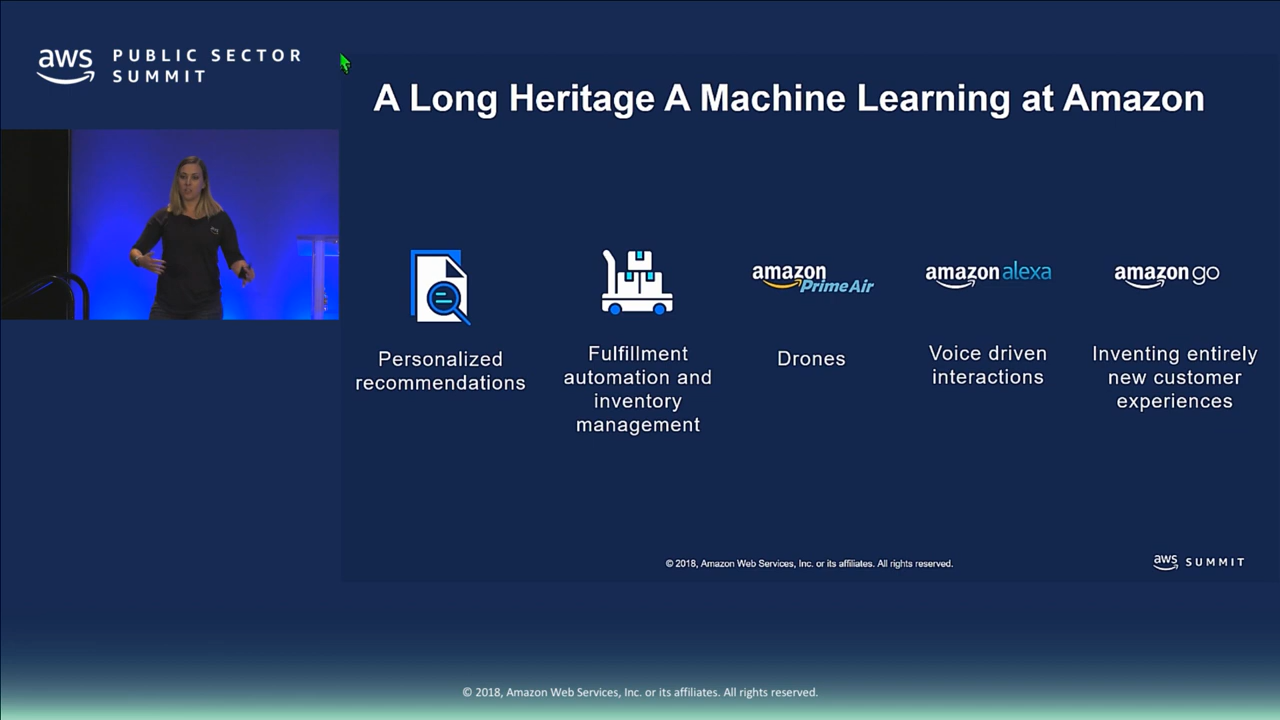 aws PUBLIC SECTOR
SUMMIT
A Long Heritage A Machine Learning at Amazon
Personalized
recommendations
Fulfillment
automation and
inventory
management
amazon
PrimeAir
Drones
amazon alexa
Voice driven
interactions
amazon go
Inventing entirely
new customer
experiences
© 2018, Amazon Web Services, Inc. or its affiliates. All rights reserved.
aws SUMMIT
© 2018, Amazon Web Services, Inc. or its affiliates. All rights reserved.